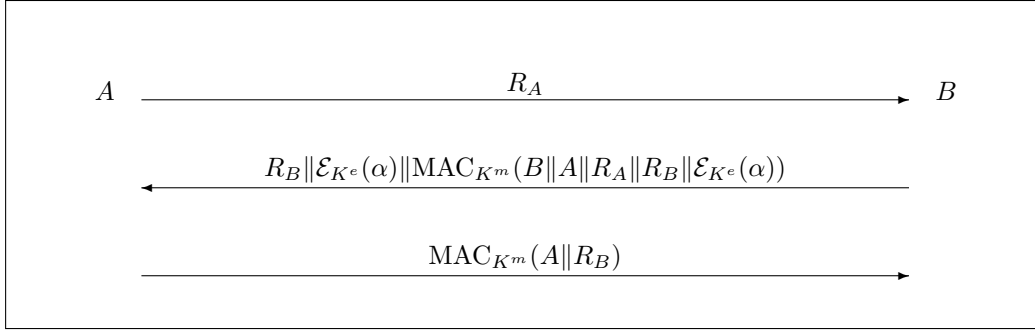 A R_A B
R_B‖ℰ_{K^e}(α)‖MAC_{K^m}(B‖A‖R_A‖R_B‖ℰ_{K^e}(α))
MAC_{K^m}(A‖R_B)